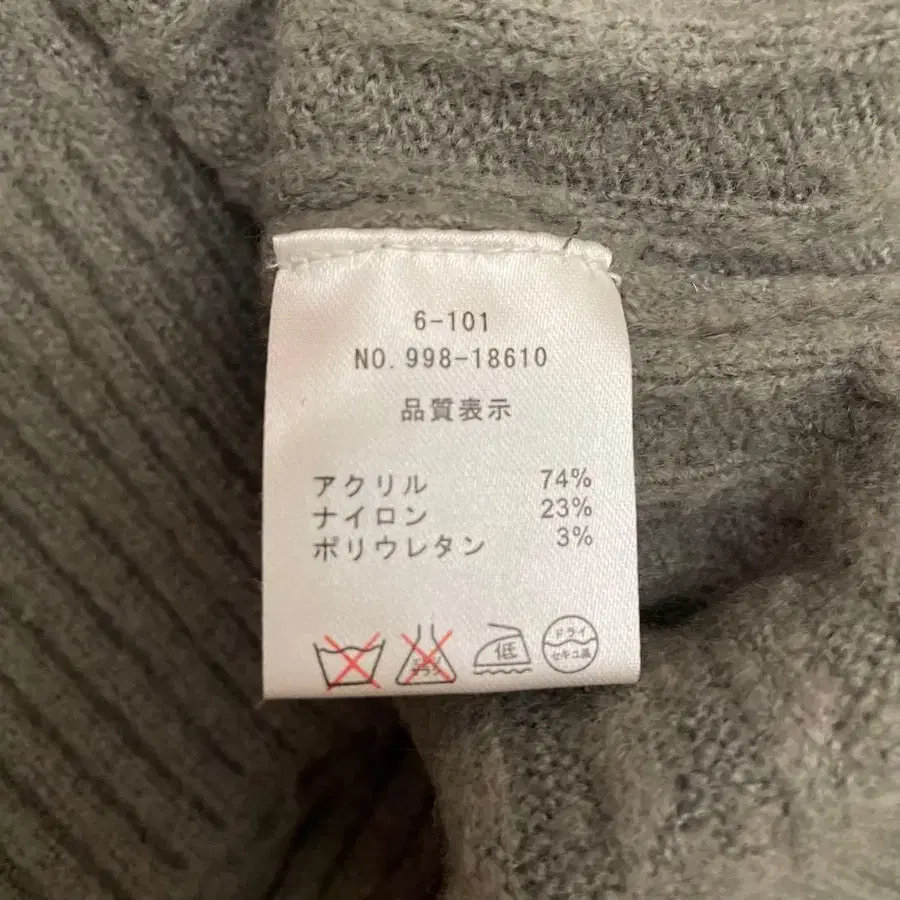 6-101
NO. 998-18610
品質表示
アクリル 74%
ナイロン 23%
ポリウレタン 3%
低
ドライ
セキユ系